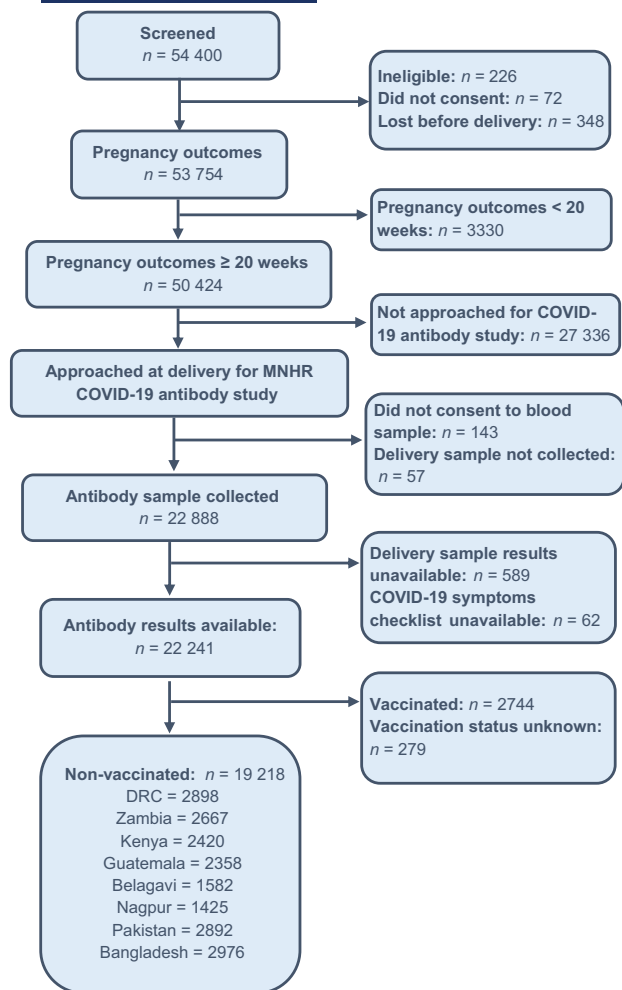 Screened
n = 54 400
Ineligible: n = 226
Did not consent: n = 72
Lost before delivery: n = 348
Pregnancy outcomes
n = 53 754
Pregnancy outcomes < 20
weeks: n = 3330
Pregnancy outcomes ≥ 20 weeks
n = 50 424
Not approached for COVID-
19 antibody study: n = 27 336
Approached at delivery for MNHR
COVID-19 antibody study
Did not consent to blood
sample: n = 143
Delivery sample not collected:
n = 57
Antibody sample collected
n = 22 888
Delivery sample results
unavailable: n = 589
COVID-19 symptoms
checklist unavailable: n = 62
Antibody results available:
n = 22 241
Vaccinated: n = 2744
Vaccination status unknown:
n = 279
Non-vaccinated: n = 19 218
DRC = 2898
Zambia = 2667
Kenya = 2420
Guatemala = 2358
Belagavi = 1582
Nagpur = 1425
Pakistan = 2892
Bangladesh = 2976